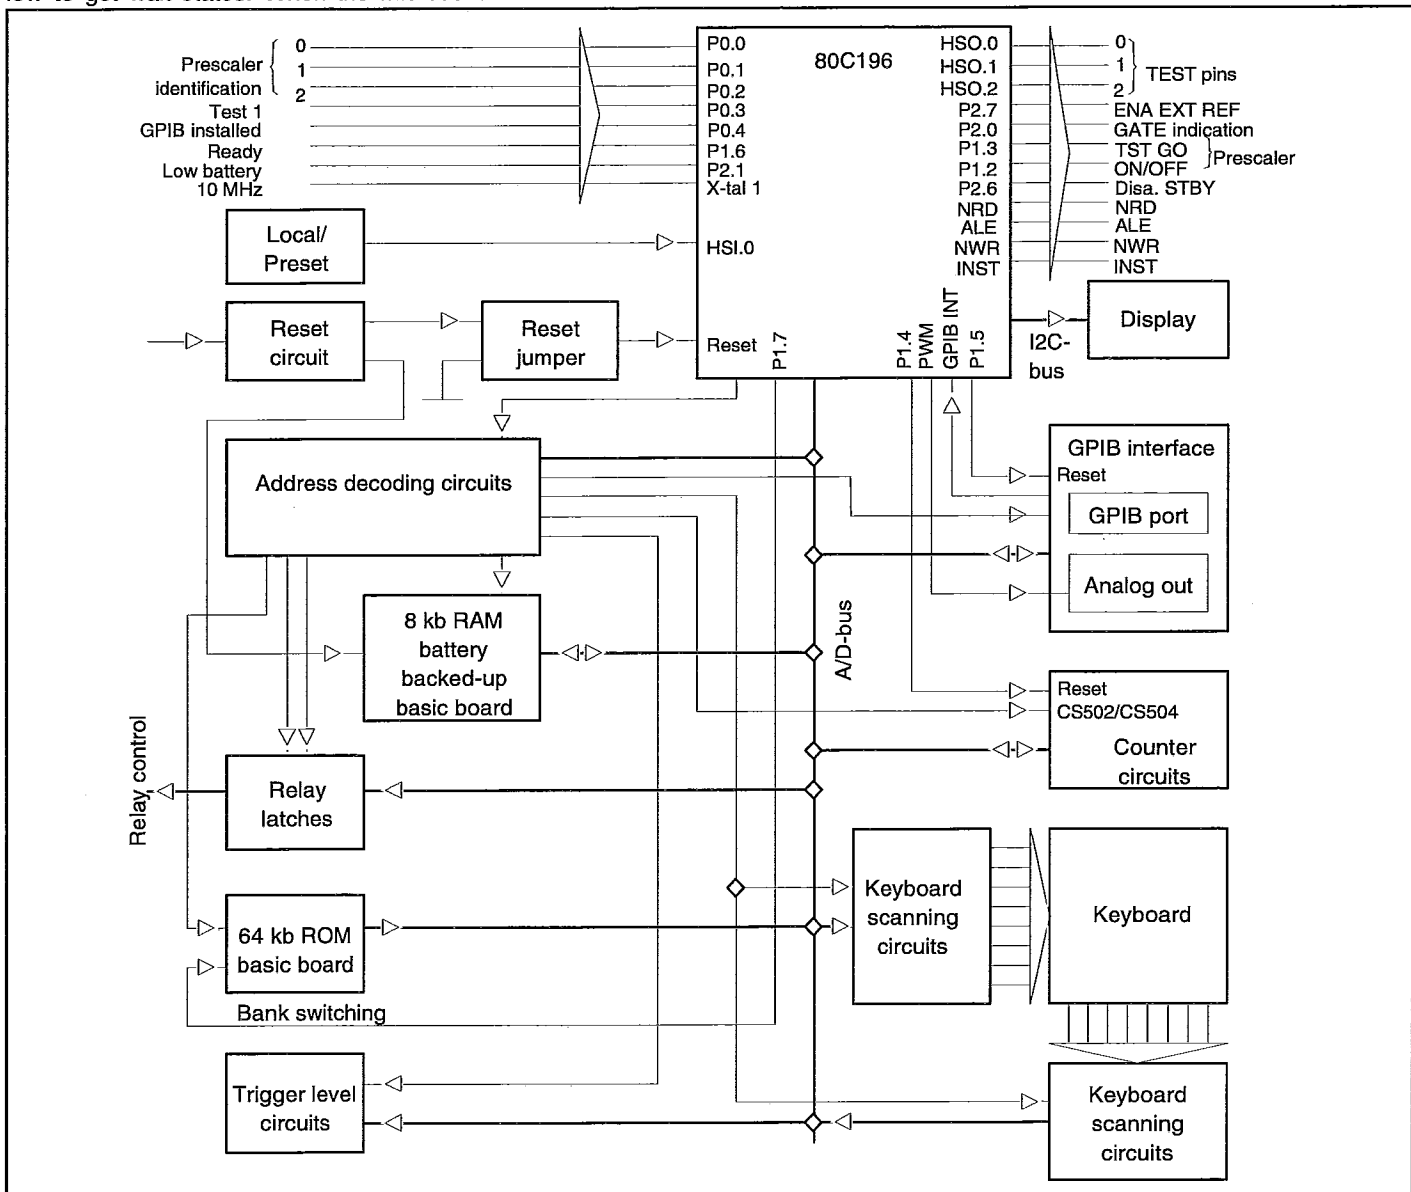 0
P0.0
80C196
HSO.0
0
Prescaler
1
P0.1
HSO.1
1
TEST pins
identification
2
P0.2
HSO.2
2
Test 1
P0.3
P2.7
ENA EXT REF
GPIB installed
P0.4
P2.0
GATE indication
Ready
P1.6
P1.3
TST GO
Prescaler
Low battery
P2.1
P1.2
ON/OFF
10 MHz
X-tal 1
P2.6
Disa. STBY
NRD
NRD
ALE
ALE
NWR
NWR
INST
INST
Local/
Preset
HSI.0
Reset
circuit
Reset
jumper
Reset
P1.7
P1.4
PWM
GPIB INT
P1.5
I2C-
bus
Display
Address decoding circuits
GPIB interface
Reset
GPIB port
Analog out
8 kb RAM
battery
backed-up
basic board
A/D-bus
Reset
CS502/CS504
Counter
circuits
Relay control
Relay
latches
64 kb ROM
basic board
Bank switching
Keyboard
scanning
circuits
Keyboard
Trigger level
circuits
Keyboard
scanning
circuits